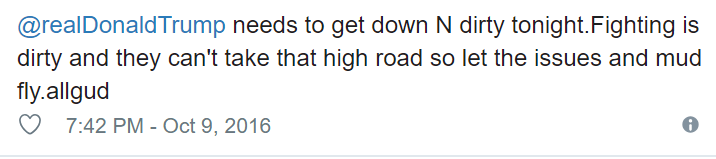 @realDonaldTrump needs to get down N dirty tonight.Fighting is
dirty and they can't take that high road so let the issues and mud
fly.allgud
7:42 PM - Oct 9, 2016